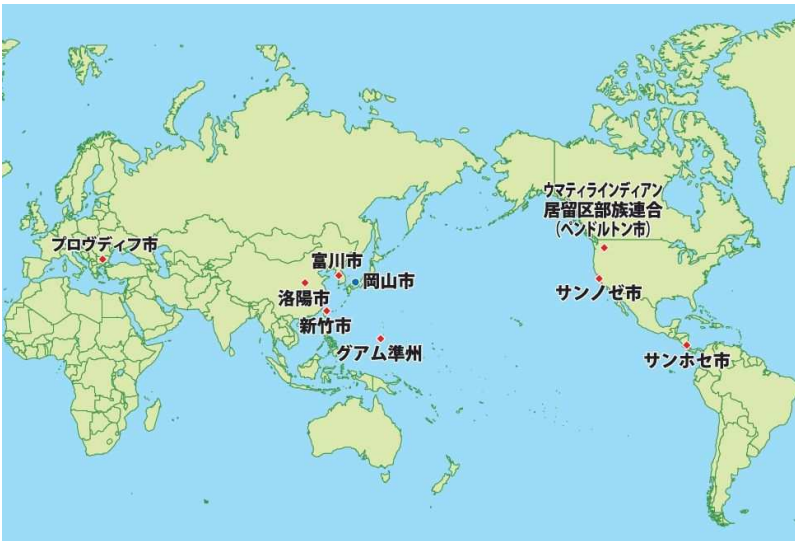 ウマティラインディアン
居留区部族連合
(ペンドルトン市)
プロヴディフ市
富川市
岡山市
洛陽市
サンノゼ市
新竹市
グアム準州
サンホセ市